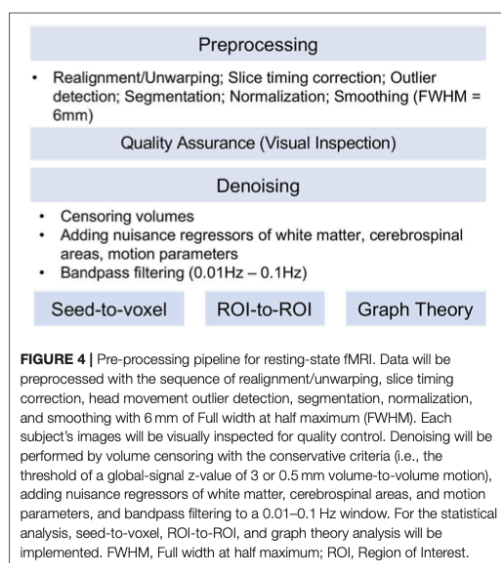 Preprocessing
• Realignment/Unwarping; Slice timing correction; Outlier
detection; Segmentation; Normalization; Smoothing (FWHM =
6mm)
Quality Assurance (Visual Inspection)
Denoising
• Censoring volumes
• Adding nuisance regressors of white matter, cerebrospinal
areas, motion parameters
• Bandpass filtering (0.01Hz – 0.1Hz)
Seed-to-voxel ROI-to-ROI Graph Theory
FIGURE 4 | Pre-processing pipeline for resting-state fMRI. Data will be
preprocessed with the sequence of realignment/unwarping, slice timing
correction, head movement outlier detection, segmentation, normalization,
and smoothing with 6 mm of Full width at half maximum (FWHM). Each
subject's images will be visually inspected for quality control. Denoising will be
performed by volume censoring with the conservative criteria (i.e., the
threshold of a global-signal z-value of 3 or 0.5 mm volume-to-volume motion),
adding nuisance regressors of white matter, cerebrospinal areas, and motion
parameters, and bandpass filtering to a 0.01–0.1 Hz window. For the statistical
analysis, seed-to-voxel, ROI-to-ROI, and graph theory analysis will be
implemented. FWHM, Full width at half maximum; ROI, Region of Interest.